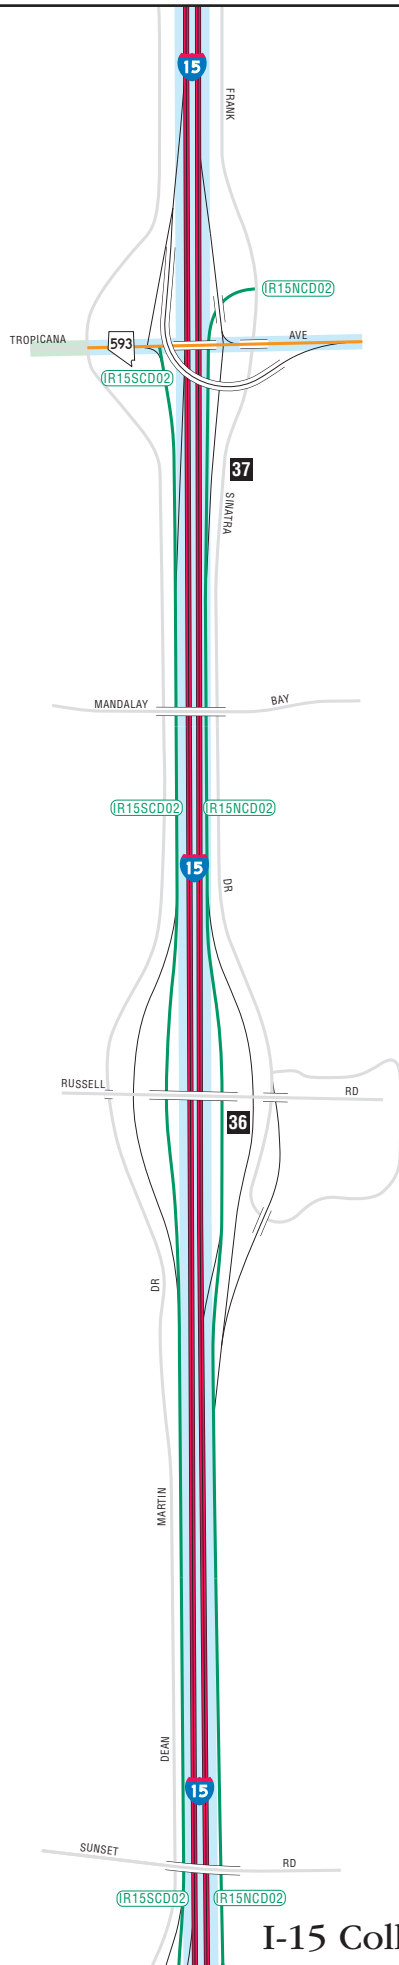 15
FRANK
IR15NCD02
TROPICANA
593
AVE
IR15SCD02
37
SINATRA
MANDALAY
BAY
IR15SCD02
IR15NCD02
15
DR
RUSSELL
RD
36
DR
MARTIN
DEAN
15
SUNSET
RD
IR15SCD02
IR15NCD02
I-15 Coll